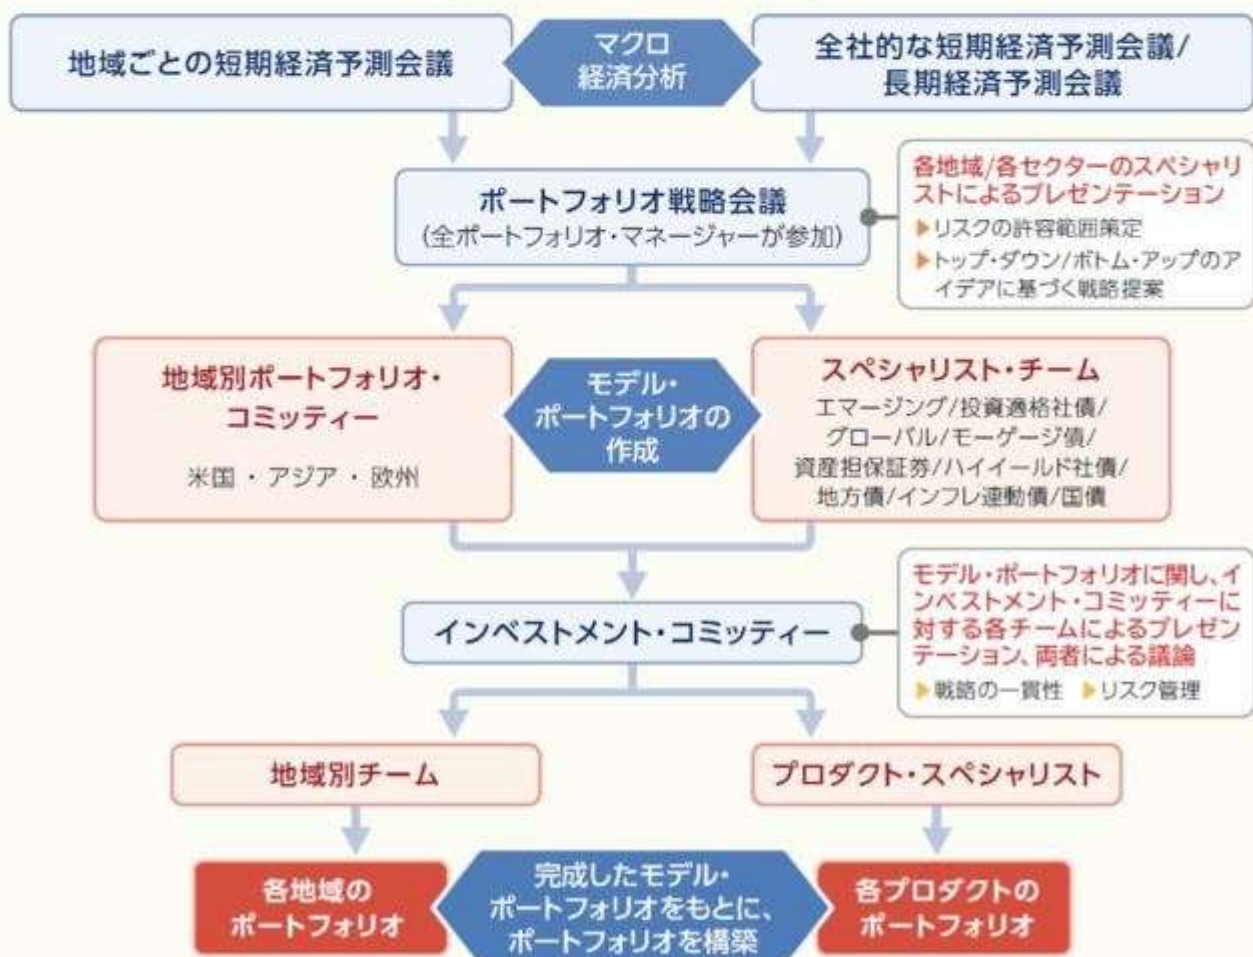 地域ごとの短期経済予測会議
マクロ
経済分析
全社的な短期経済予測会議/
長期経済予測会議
ポートフォリオ戦略会議
(全ポートフォリオ・マネージャーが参加)
各地域/各セクターのスペシャリ
ストによるプレゼンテーション
▶リスクの許容範囲策定
▶トップ・ダウン/ボトム・アップのア
イデアに基づく戦略提案
地域別ポートフォリオ・
コミッティー
米国 ・ アジア ・ 欧州
モデル・
ポートフォリオの
作成
スペシャリスト・チーム
エマージング/投資適格社債/
グローバル/モーゲージ債/
資産担保証券/ハイイールド社債/
地方債/インフレ連動債/国債
インベストメント・コミッティー
モデル・ポートフォリオに関し、イ
ンベストメント・コミッティーに
対する各チームによるプレゼン
テーション、両者による議論
▶戦略の一貫性 ▶リスク管理
地域別チーム
プロダクト・スペシャリスト
各地域の
ポートフォリオ
完成したモデル・
ポートフォリオをもとに、
ポートフォリオを構築
各プロダクトの
ポートフォリオ